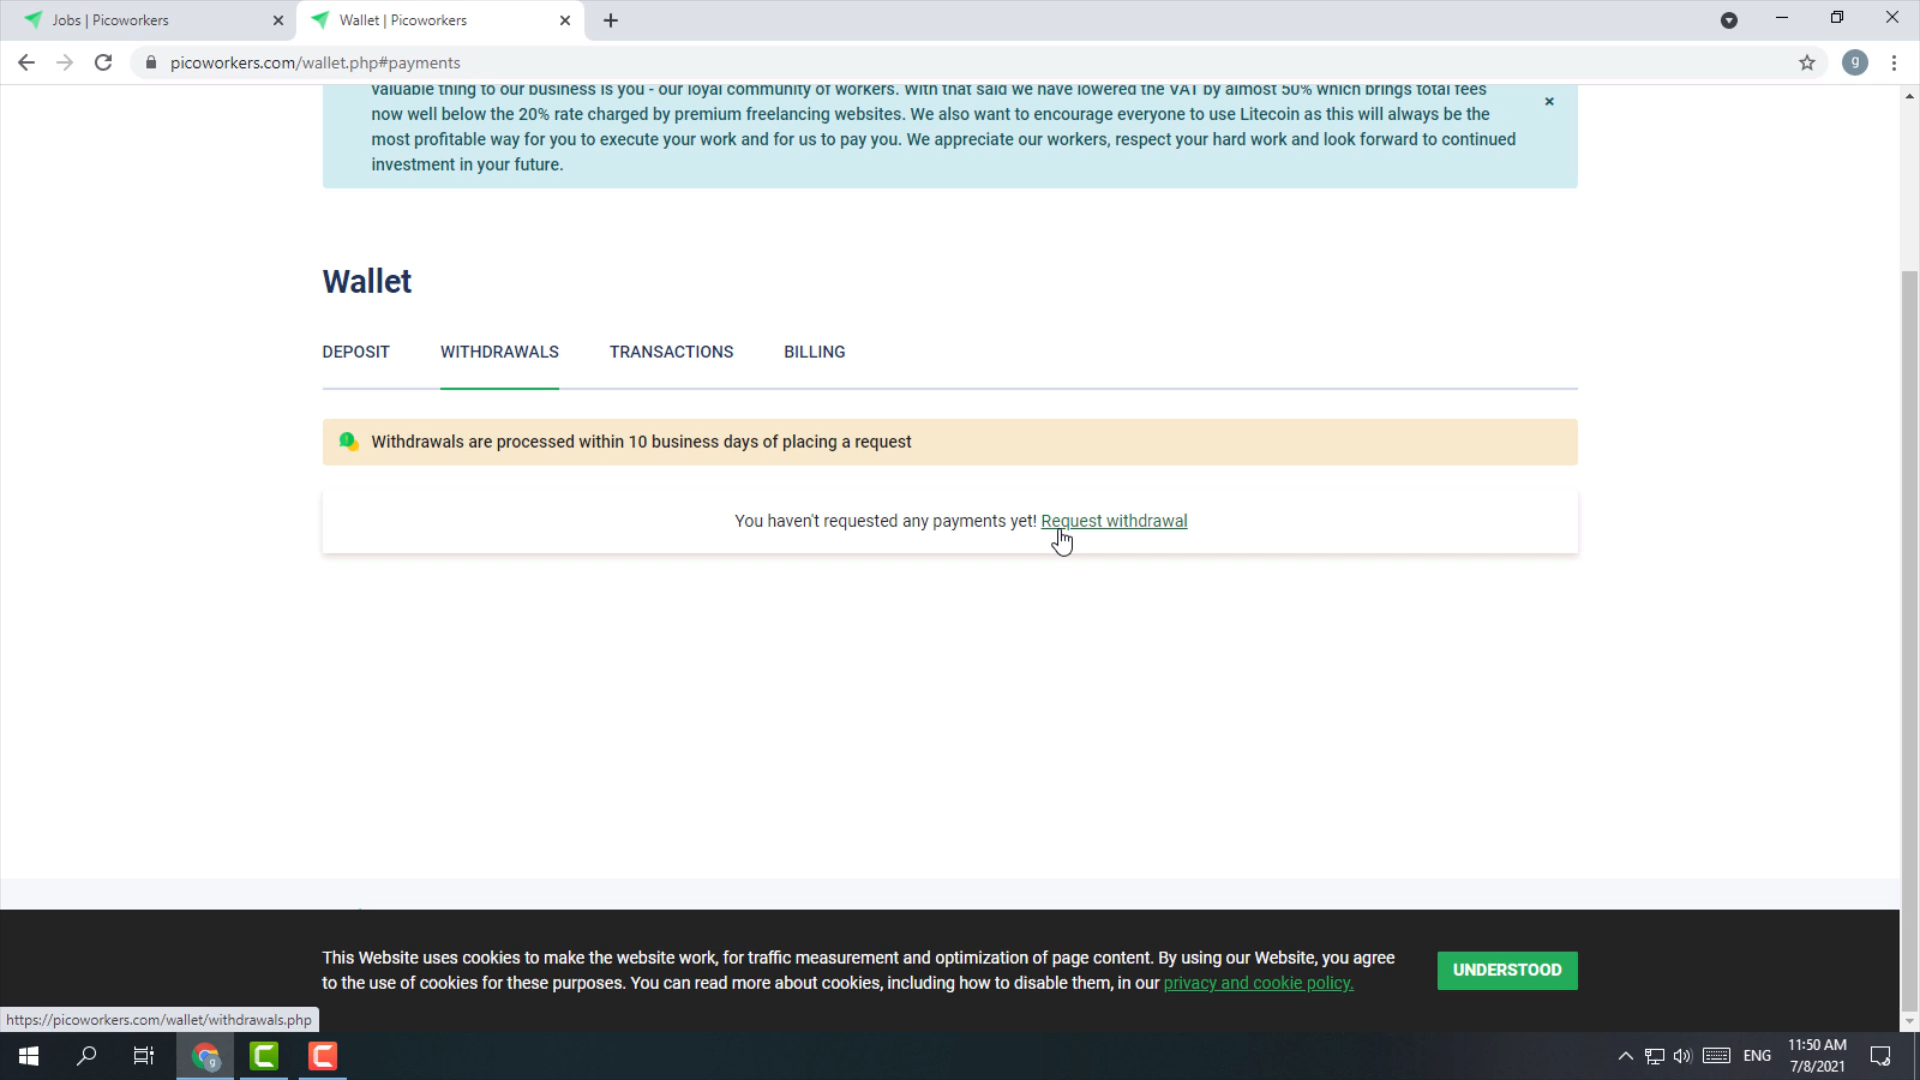 Jobs | Picoworkers
Wallet | Picoworkers
picoworkers.com/wallet.php#payments
g
valuable thing to our business is you - our loyal community of workers. With that said we have lowered the VAT by almost 50% which brings total fees
now well below the 20% rate charged by premium freelancing websites. We also want to encourage everyone to use Litecoin as this will always be the
most profitable way for you to execute your work and for us to pay you. We appreciate our workers, respect your hard work and look forward to continued
investment in your future.
Wallet
DEPOSIT WITHDRAWALS TRANSACTIONS BILLING
Withdrawals are processed within 10 business days of placing a request
You haven't requested any payments yet! Request withdrawal
This Website uses cookies to make the website work, for traffic measurement and optimization of page content. By using our Website, you agree
to the use of cookies for these purposes. You can read more about cookies, including how to disable them, in our privacy and cookie policy.
UNDERSTOOD
https://picoworkers.com/wallet/withdrawals.php
ENG
11:50 AM
7/8/2021